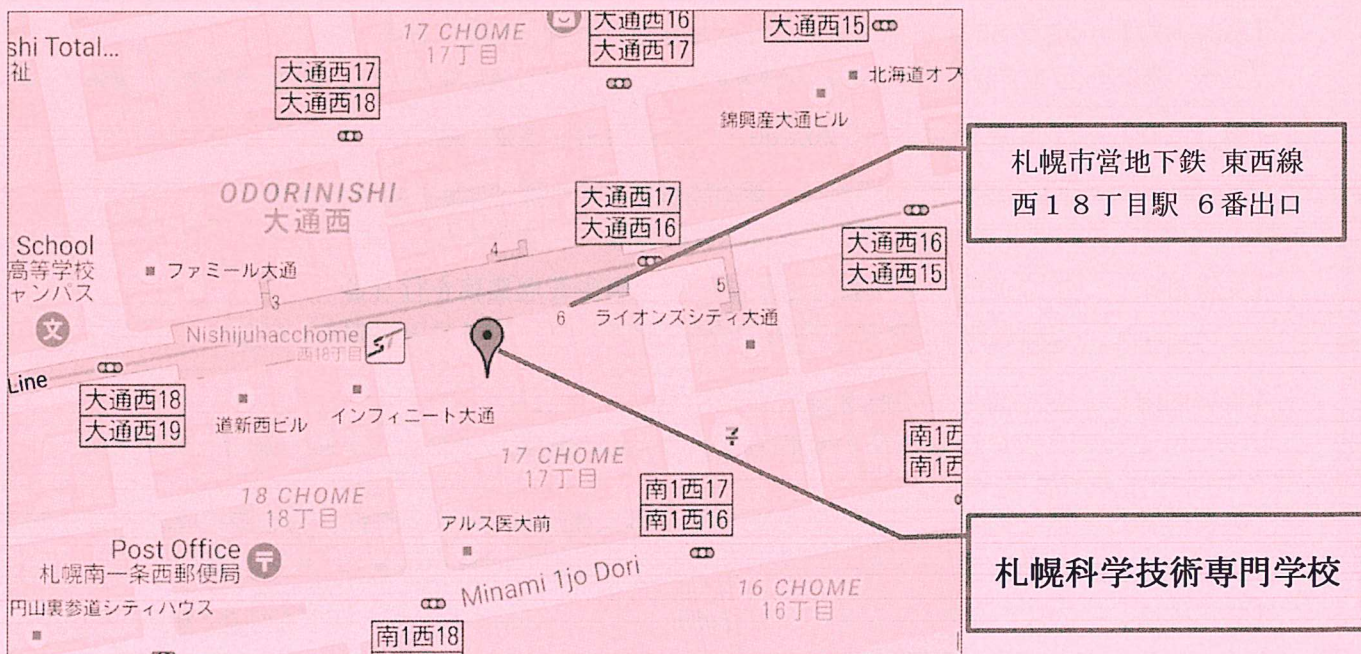 shi Total...
祉
17 CHOME
17丁目
大通西16
大通西17
大通西15
大通西17
大通西18
北海道オフ
錦興産大通ビル
札幌市営地下鉄 東西線
西18丁目駅 6番出口
ODORINISHI
大通西
大通西17
大通西16
大通西16
大通西15
School
高等学校
ャンパス
文
ファミール大通
4
3
5
6
ライオンズシティ大通
Nishijuhacchome
西18丁目
ST
Line
大通西18
大通西19
道新西ビル
インフィニート大通
17 CHOME
17丁目
南1西
南1西
18 CHOME
18丁目
南1西17
南1西16
アルス医大前
Post Office
札幌南一条西郵便局
〒
Minami 1jo Dori
16 CHOME
16丁目
札幌科学技術専門学校
円山裏参道シティハウス
南1西18